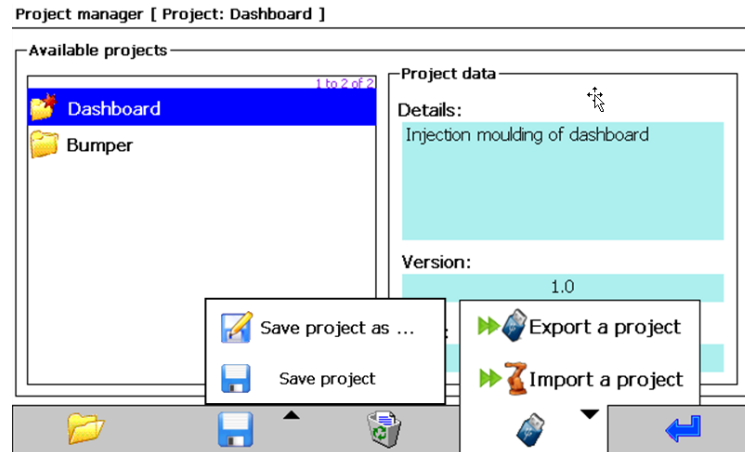 Project manager [ Project: Dashboard ]
Available projects
1 to 2 of 2
Dashboard
Bumper
Project data
Details:
Injection moulding of dashboard
Version:
1.0
Save project as ...
Save project
Export a project
Import a project